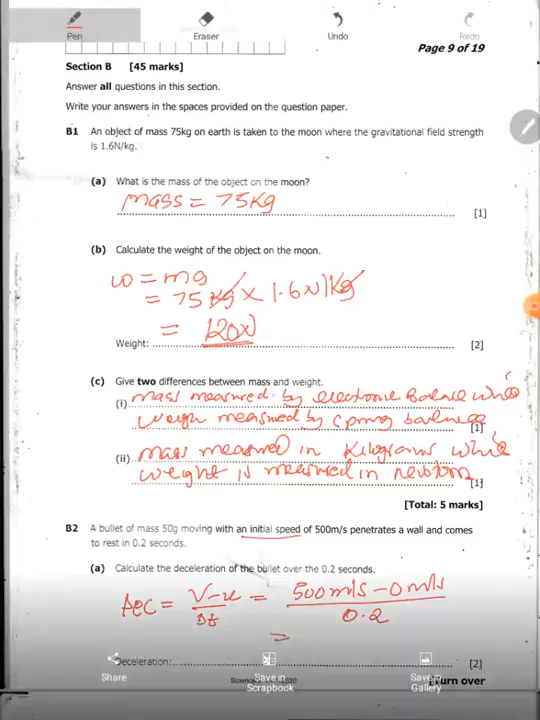 Pen
Eraser
Undo
Redo
Page 9 of 19
Section B [45 marks]
Answer all questions in this section.
Write your answers in the spaces provided on the question paper.
B1 An object of mass 75kg on earth is taken to the moon where the gravitational field strength
is 1.6N/kg.
(a) What is the mass of the object on the moon?
mass = 75kg
[1]
(b) Calculate the weight of the object on the moon.
w = mg
= 75kg × 1.6N/kg
= 120N
Weight: [2]
(c) Give two differences between mass and weight.
(i) mass measured by electronic balance while
weigh measured by spring balance
[1]
(ii) mass measured in kilograms while
weight is measured in newton
[1]
[Total: 5 marks]
B2 A bullet of mass 50g moving with an initial speed of 500m/s penetrates a wall and comes
to rest in 0.2 seconds.
(a) Calculate the deceleration of the bullet over the 0.2 seconds.
Dec = V-u / Δt = 500m/s - 0m/s / 0.2
=
Deceleration: [2]
Share
Save in Scrapbook
Save in Gallery
Turn over